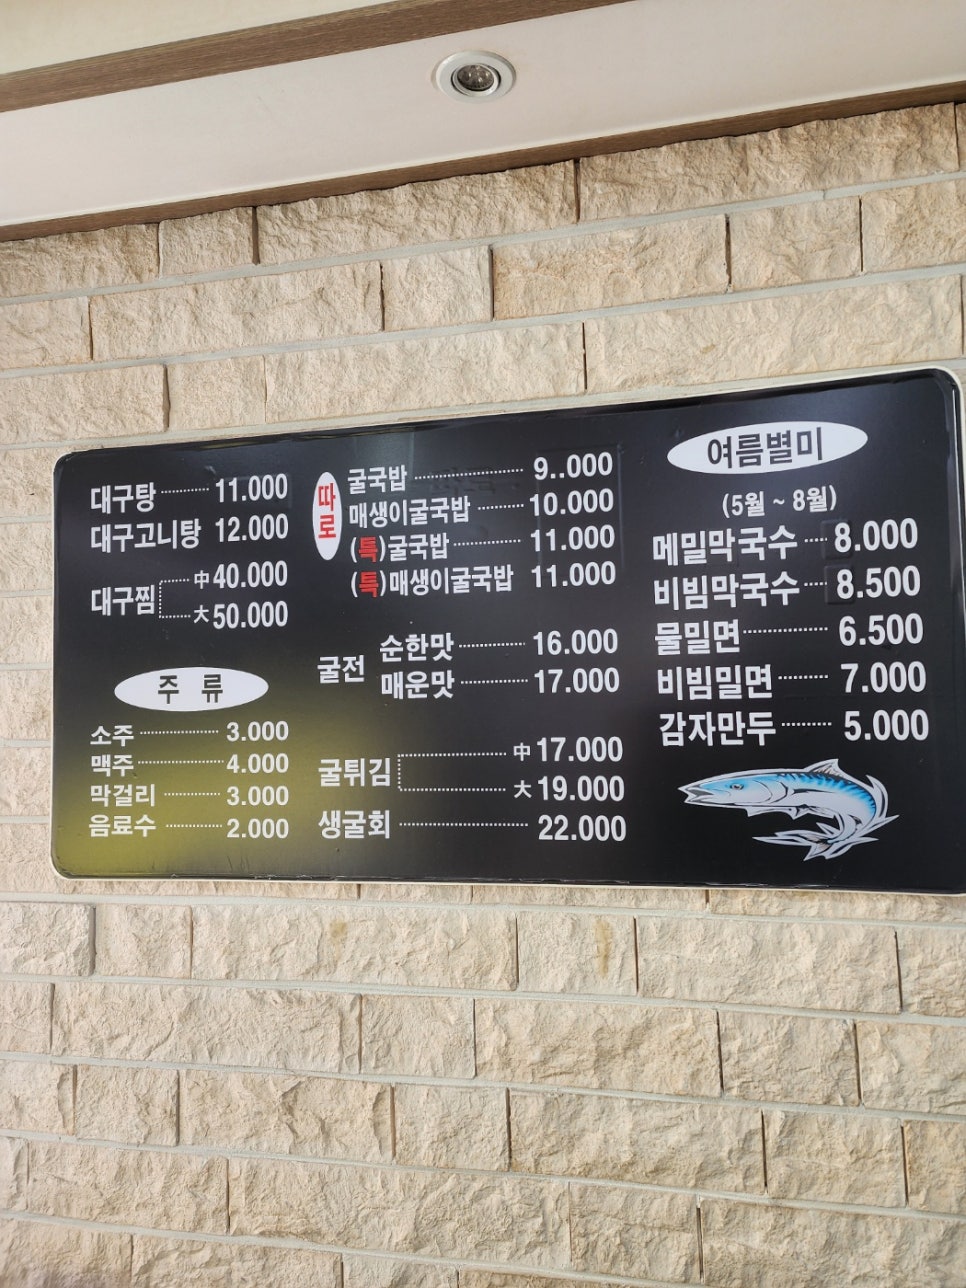 대구탕 11.000
대구고니탕 12.000
대구찜 中 40.000
大 50.000
주 류
소주 3.000
맥주 4.000
막걸리 3.000
음료수 2.000
따로
굴국밥 9..000
매생이굴국밥 10.000
(특)굴국밥 11.000
(특)매생이굴국밥 11.000
굴전 순한맛 16.000
매운맛 17.000
굴튀김 中 17.000
大 19.000
생굴회 22.000
여름별미
(5월 ~ 8월)
메밀막국수 8.000
비빔막국수 8.500
물밀면 6.500
비빔밀면 7.000
감자만두 5.000